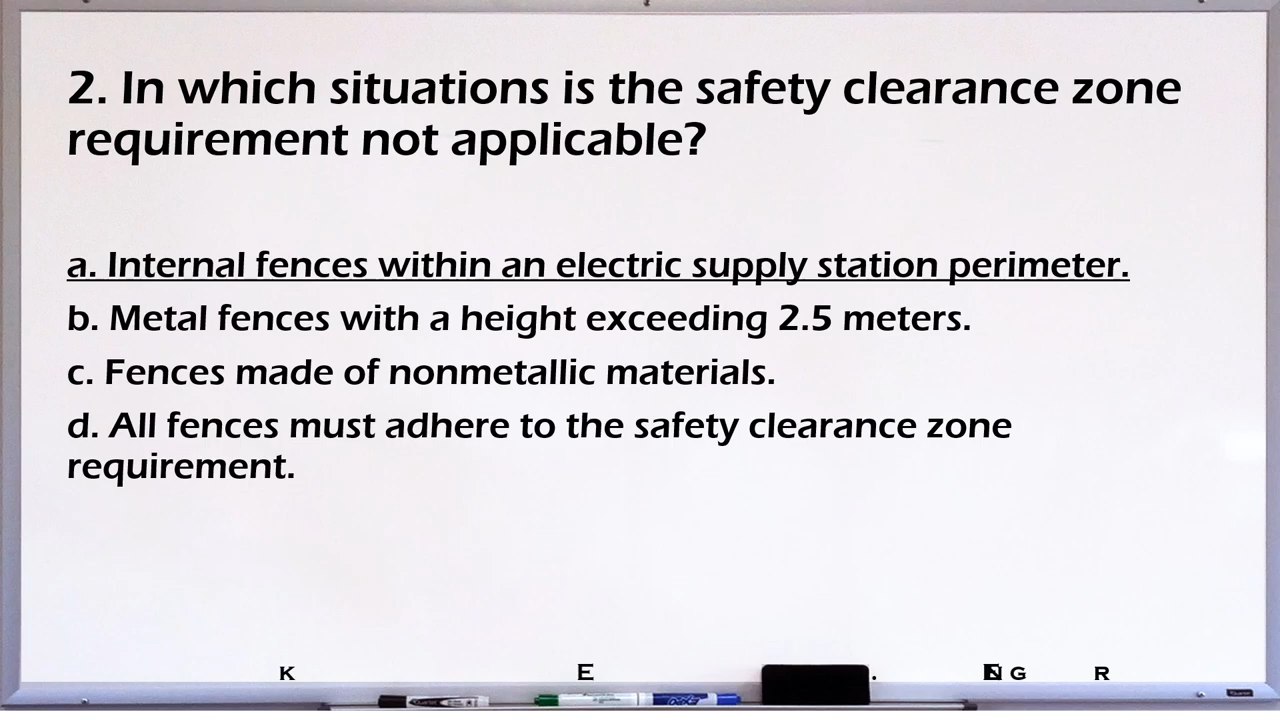 2. In which situations is the safety clearance zone
requirement not applicable?
a. Internal fences within an electric supply station perimeter.
b. Metal fences with a height exceeding 2.5 meters.
c. Fences made of nonmetallic materials.
d. All fences must adhere to the safety clearance zone
requirement.